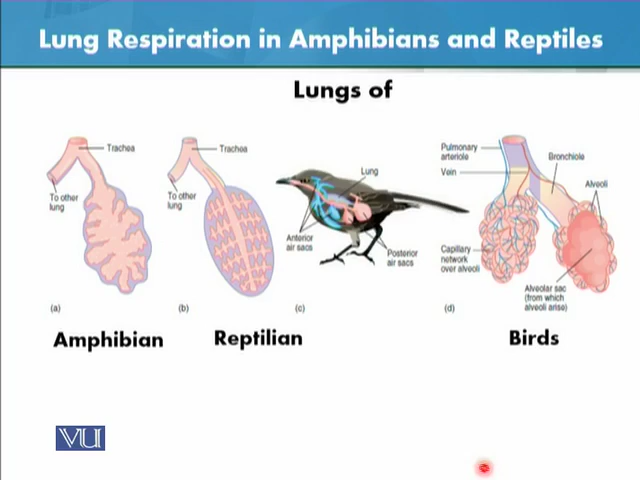 Lung Respiration in Amphibians and Reptiles
Lungs of
Trachea
To other
lung
(a)
Amphibian
Trachea
To other
lung
(b)
Reptilian
Lung
Anterior
air sacs
Posterior
air sacs
(c)
Pulmonary
arteriole
Vein
Bronchiole
Alveoli
Capillary
network
over alveoli
Alveolar sac
(from which
alveoli arise)
(d)
Birds
VU